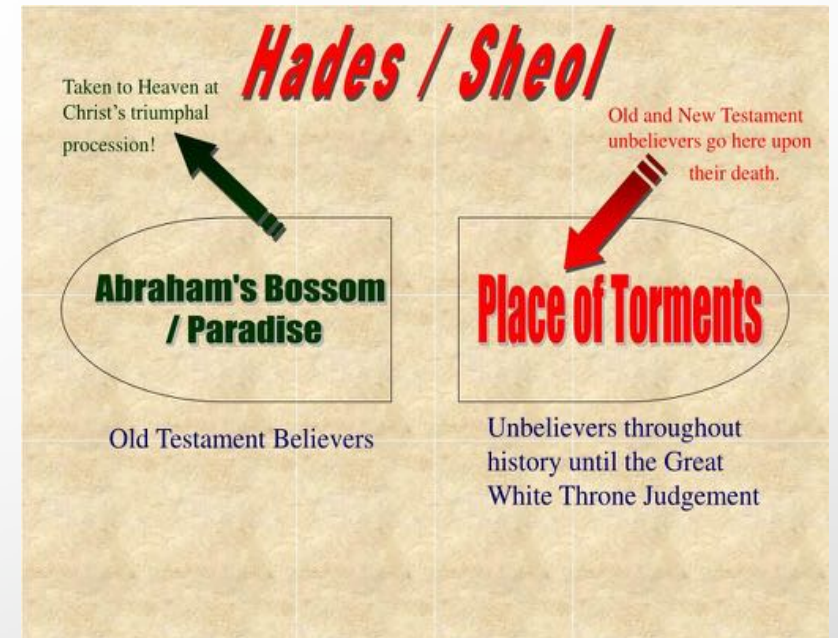 Hades / Sheol
Taken to Heaven at
Christ's triumphal
procession!
Old and New Testament
unbelievers go here upon
their death.
Abraham's Bossom
/ Paradise
Place of Torments
Old Testament Believers
Unbelievers throughout
history until the Great
White Throne Judgement